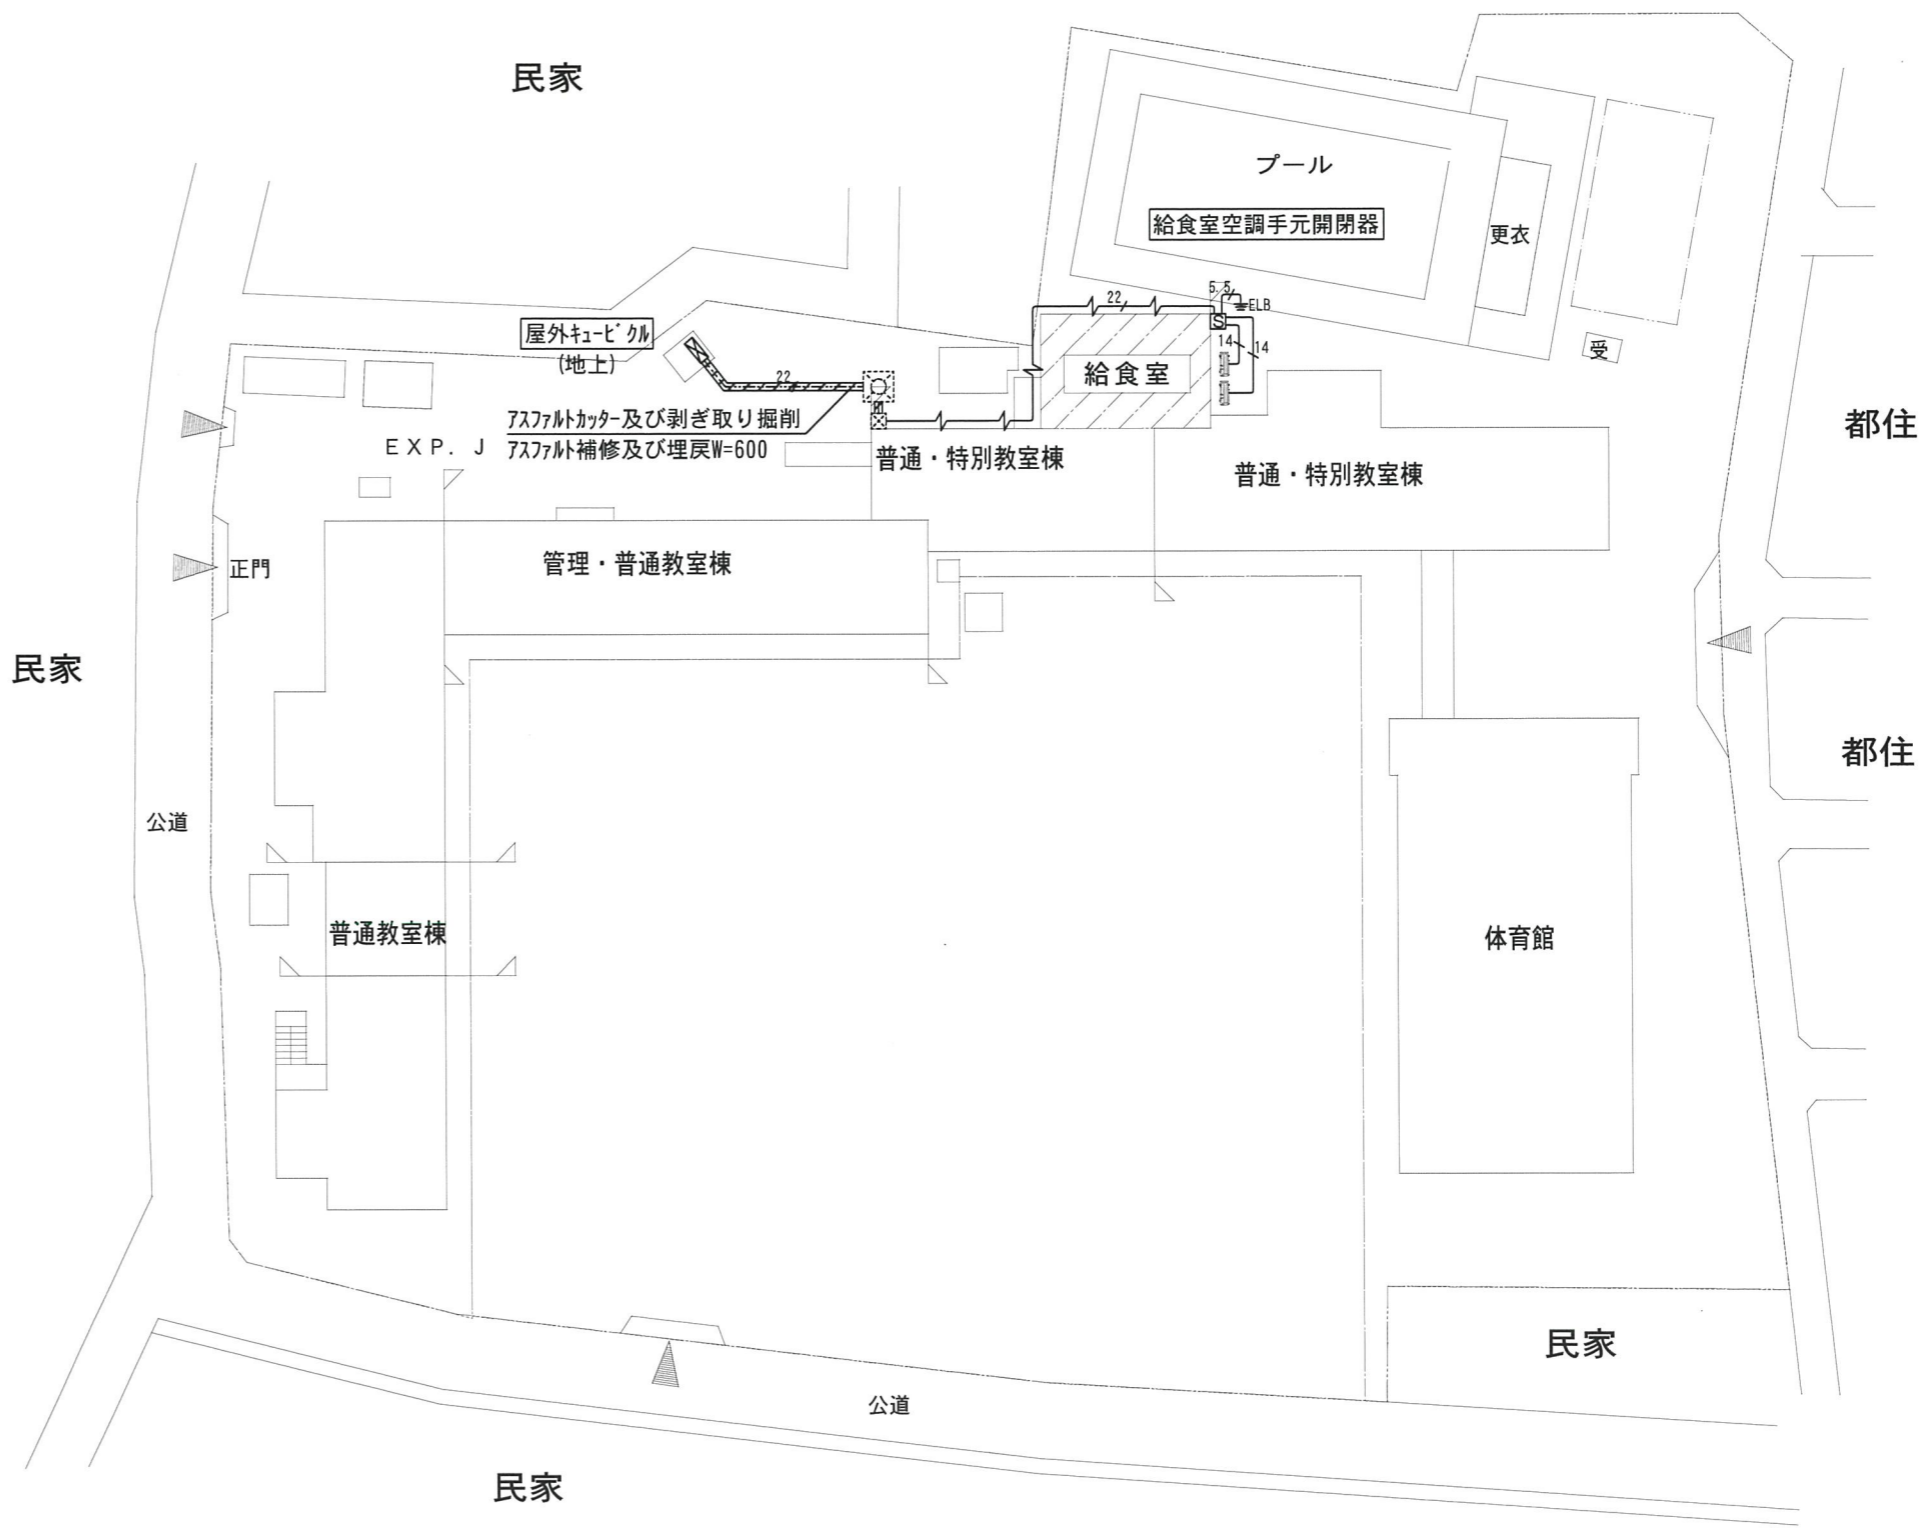 民家
プール
給食室空調手元開閉器
更衣
5.5
ELB
22
S
14
14
受
屋外キュービクル
(地上)
22
給食室
アスファルトカッター及び剥ぎ取り掘削
アスファルト補修及び埋戻W=600
EXP. J
都住
普通・特別教室棟
普通・特別教室棟
正門
管理・普通教室棟
民家
都住
公道
普通教室棟
体育館
民家
公道
民家